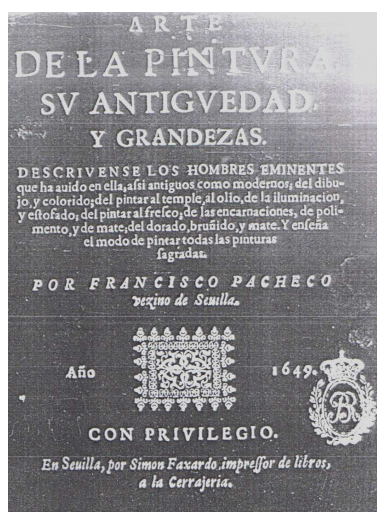 ARTE
DE LA PINTVRA
SV ANTIGVEDAD,
Y GRANDEZAS.
DESCRIVENSE LOS HOMBRES EMINENTES
que ha auido en ella, assi antiguos como modernos; del dibu-
jo, y colorido; del pintar al temple, al olio, de la iluminacion,
y estofado; del pintar al fresco; de las encarnaciones, de poli-
mento, y de mate; del dorado, bruñido, y mate. Y enseña
el modo de pintar todas las pinturas
sagradas.
POR FRANCISCO PACHECO
vezino de Seuilla.
Año 1649.
CON PRIVILEGIO.
En Seuilla, por Simon Faxardo, impressor de libros,
a la Cerrajeria.